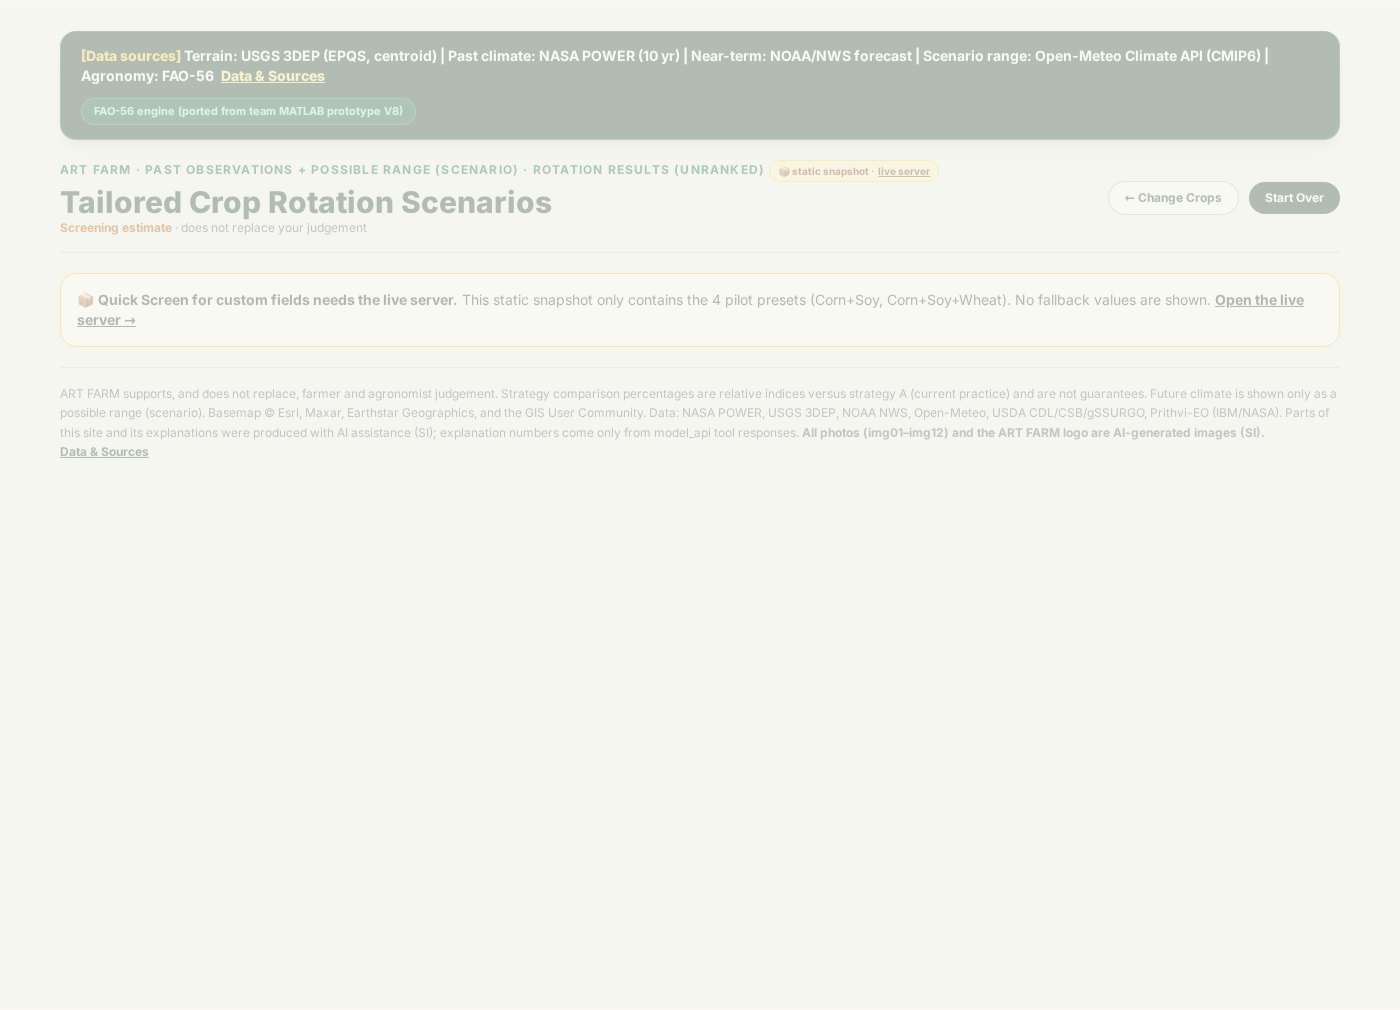 [Data sources] Terrain: USGS 3DEP (EPQS, centroid) | Past climate: NASA POWER (10 yr) | Near-term: NOAA/NWS forecast | Scenario range: Open-Meteo Climate API (CMIP6) |
Agronomy: FAO-56 Data & Sources
FAO-56 engine (ported from team MATLAB prototype V8)
ART FARM · PAST OBSERVATIONS + POSSIBLE RANGE (SCENARIO) · ROTATION RESULTS (UNRANKED) 📦 static snapshot · live server
Tailored Crop Rotation Scenarios
← Change Crops
Start Over
Screening estimate · does not replace your judgement
📦 Quick Screen for custom fields needs the live server. This static snapshot only contains the 4 pilot presets (Corn+Soy, Corn+Soy+Wheat). No fallback values are shown. Open the live
server →
ART FARM supports, and does not replace, farmer and agronomist judgement. Strategy comparison percentages are relative indices versus strategy A (current practice) and are not guarantees. Future climate is shown only as a
possible range (scenario). Basemap © Esri, Maxar, Earthstar Geographics, and the GIS User Community. Data: NASA POWER, USGS 3DEP, NOAA NWS, Open-Meteo, USDA CDL/CSB/gSSURGO, Prithvi-EO (IBM/NASA). Parts of
this site and its explanations were produced with AI assistance (SI); explanation numbers come only from model_api tool responses. All photos (img01–img12) and the ART FARM logo are AI-generated images (SI).
Data & Sources